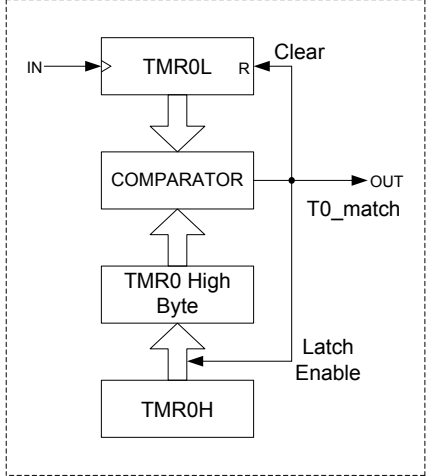 Clear
IN
TMR0L
R
COMPARATOR
OUT
T0_match
TMR0 High
Byte
Latch
Enable
TMR0H